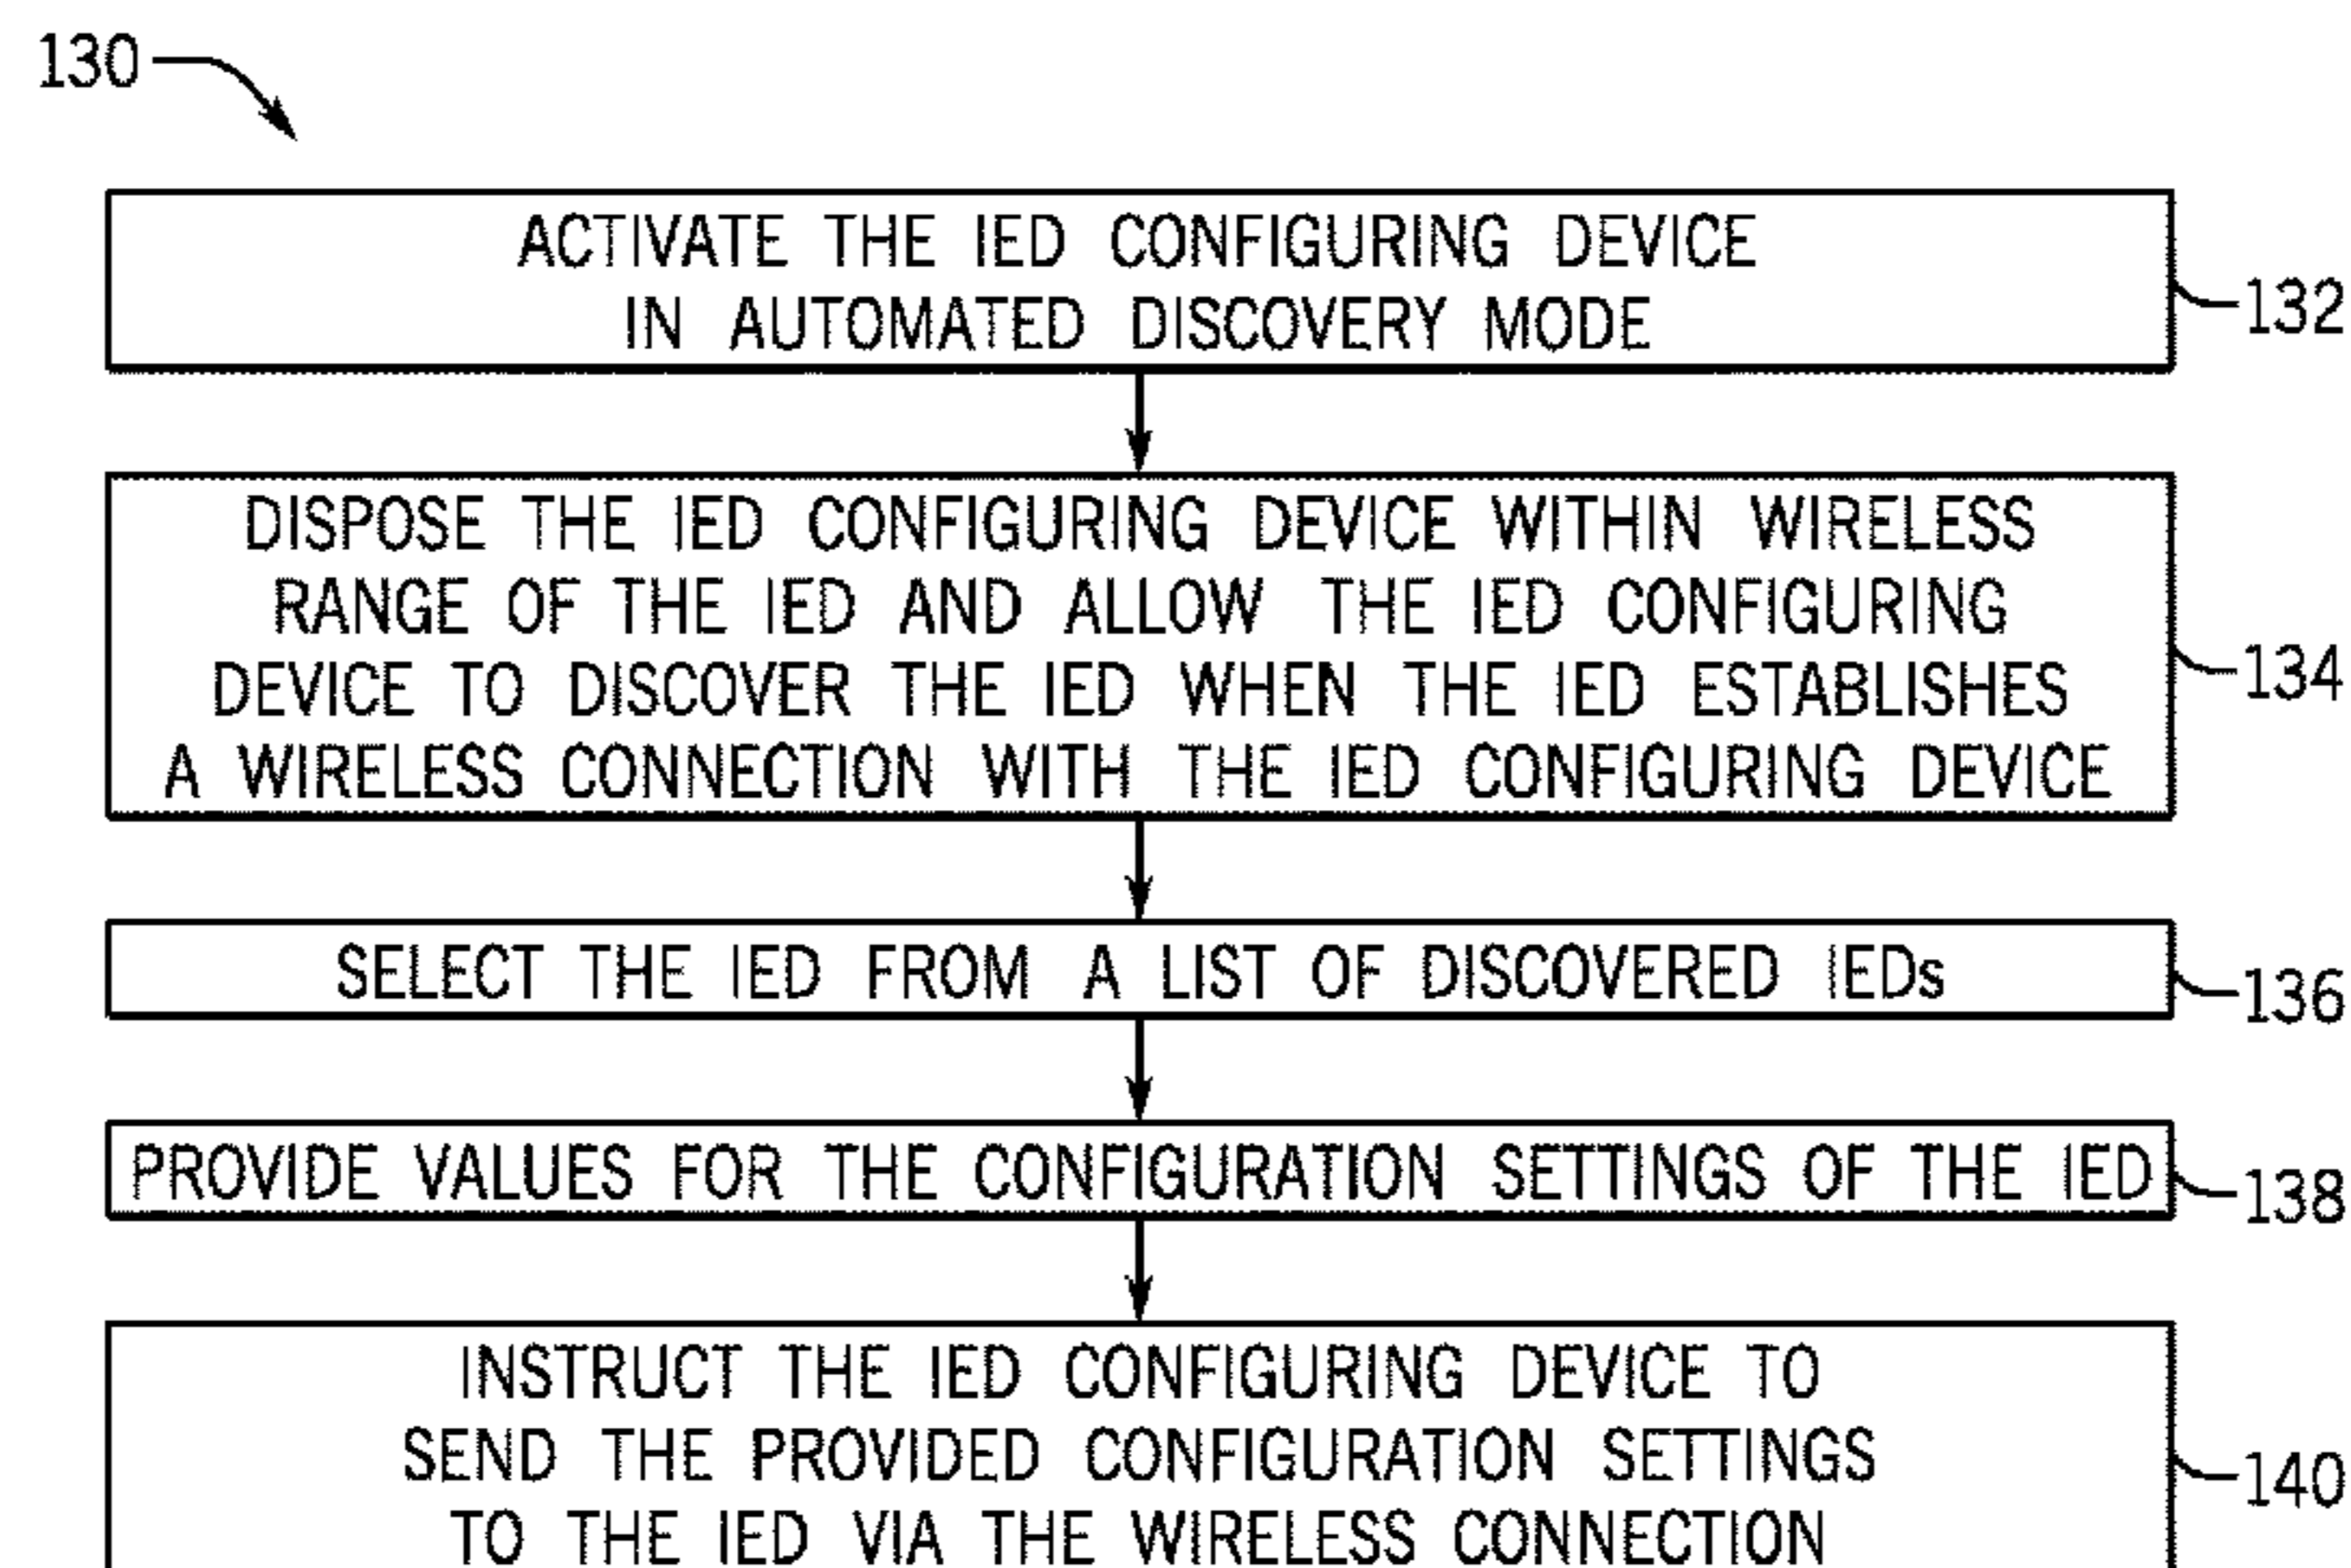 130
ACTIVATE THE IED CONFIGURING DEVICE
IN AUTOMATED DISCOVERY MODE
132
DISPOSE THE IED CONFIGURING DEVICE WITHIN WIRELESS
RANGE OF THE IED AND ALLOW THE IED CONFIGURING
DEVICE TO DISCOVER THE IED WHEN THE IED ESTABLISHES
A WIRELESS CONNECTION WITH THE IED CONFIGURING DEVICE
134
SELECT THE IED FROM A LIST OF DISCOVERED IEDs
136
PROVIDE VALUES FOR THE CONFIGURATION SETTINGS OF THE IED
138
INSTRUCT THE IED CONFIGURING DEVICE TO
SEND THE PROVIDED CONFIGURATION SETTINGS
TO THE IED VIA THE WIRELESS CONNECTION
140